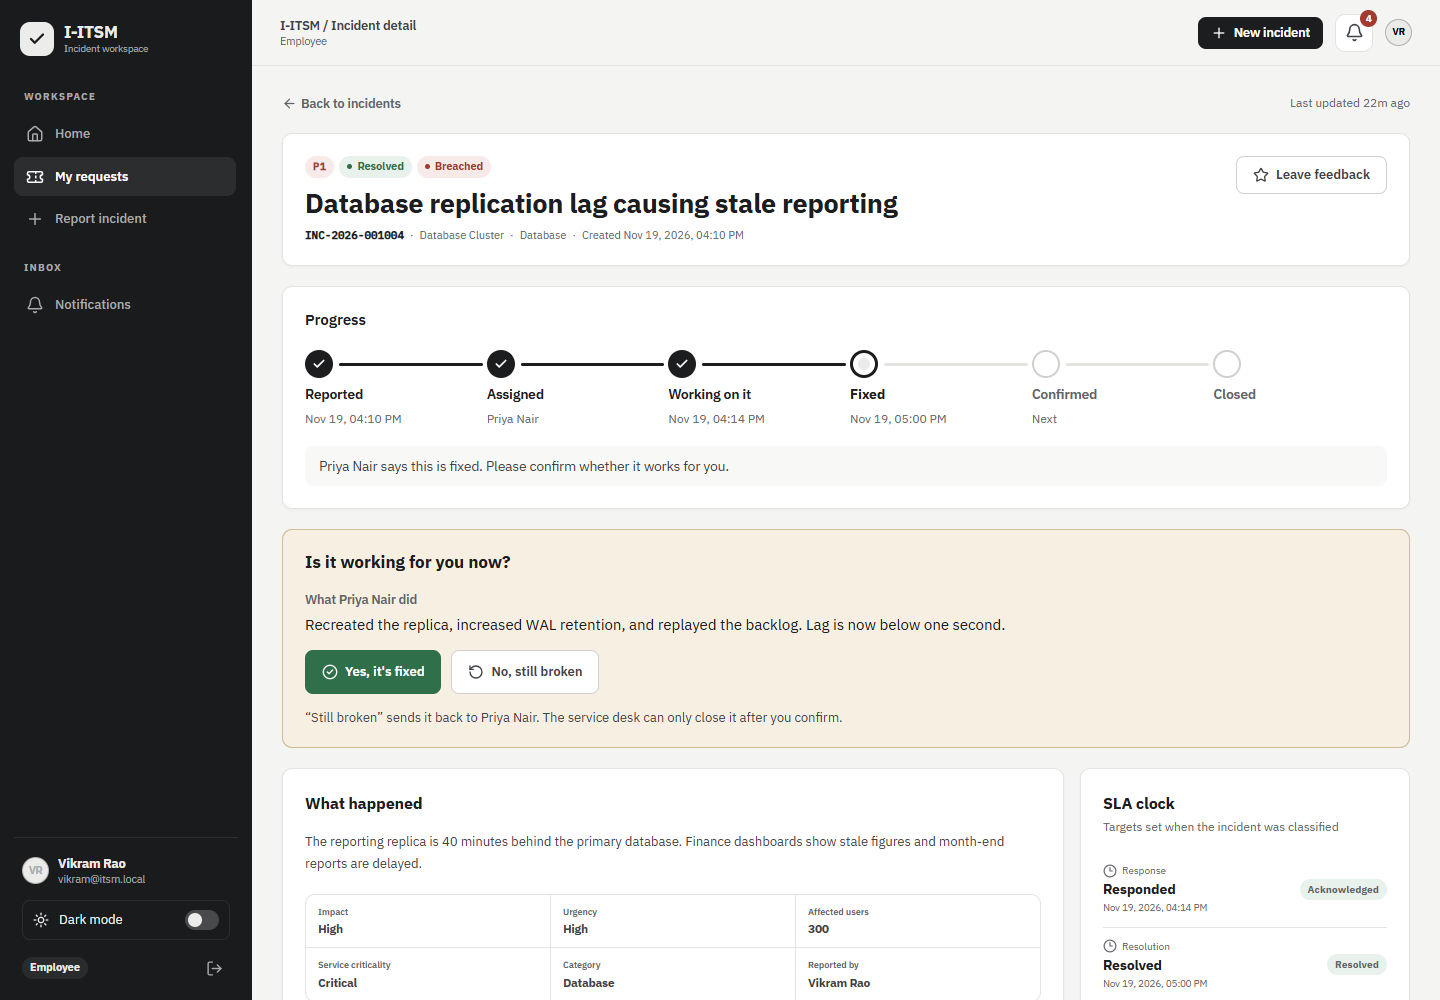 I-ITSM
Incident workspace
WORKSPACE
Home
My requests
Report incident
INBOX
Notifications
VR
Vikram Rao
vikram@itsm.local
Dark mode
Employee
I-ITSM / Incident detail
Employee
New incident
4
VR
Back to incidents
Last updated 22m ago
P1
Resolved
Breached
Leave feedback
Database replication lag causing stale reporting
INC-2026-001004 · Database Cluster · Database · Created Nov 19, 2026, 04:10 PM
Progress
Reported
Assigned
Working on it
Fixed
Confirmed
Closed
Nov 19, 04:10 PM
Priya Nair
Nov 19, 04:14 PM
Nov 19, 05:00 PM
Next
Priya Nair says this is fixed. Please confirm whether it works for you.
Is it working for you now?
What Priya Nair did
Recreated the replica, increased WAL retention, and replayed the backlog. Lag is now below one second.
Yes, it's fixed
No, still broken
“Still broken” sends it back to Priya Nair. The service desk can only close it after you confirm.
What happened
The reporting replica is 40 minutes behind the primary database. Finance dashboards show stale figures and month-end
reports are delayed.
Impact
High
Urgency
High
Affected users
300
Service criticality
Critical
Category
Database
Reported by
Vikram Rao
SLA clock
Targets set when the incident was classified
Response
Responded
Nov 19, 2026, 04:14 PM
Acknowledged
Resolution
Resolved
Nov 19, 2026, 05:00 PM
Resolved